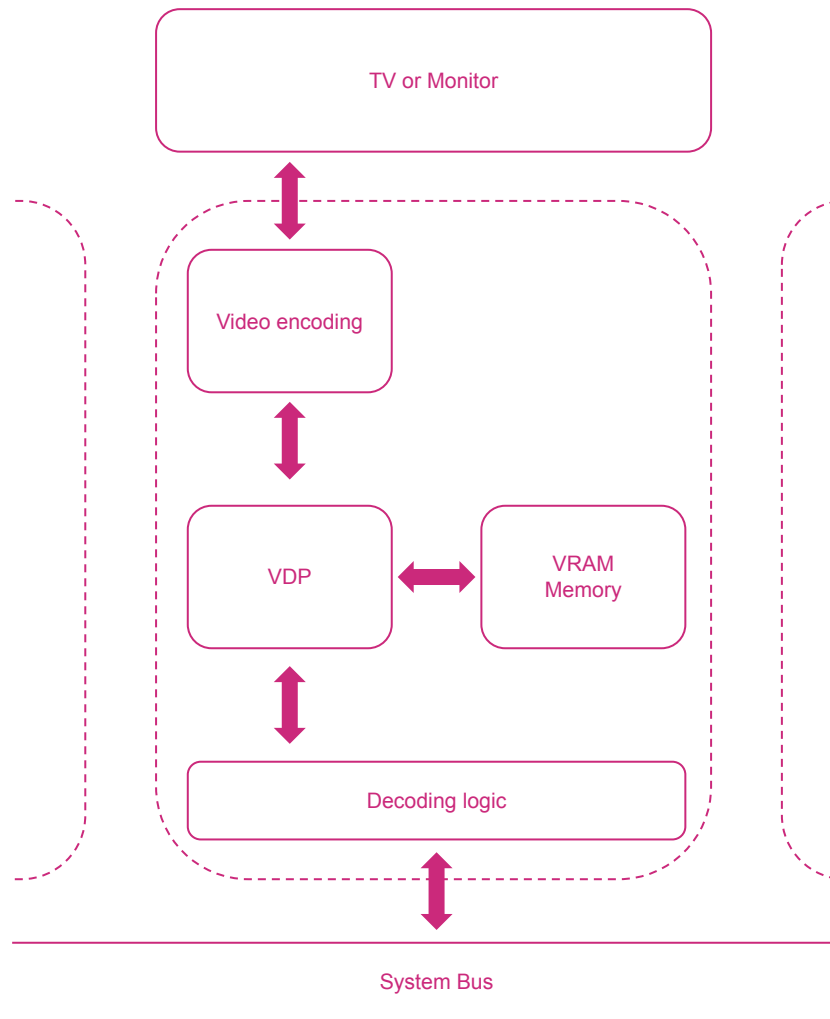 TV or Monitor
Video encoding
VDP
VRAM
Memory
Decoding logic
System Bus